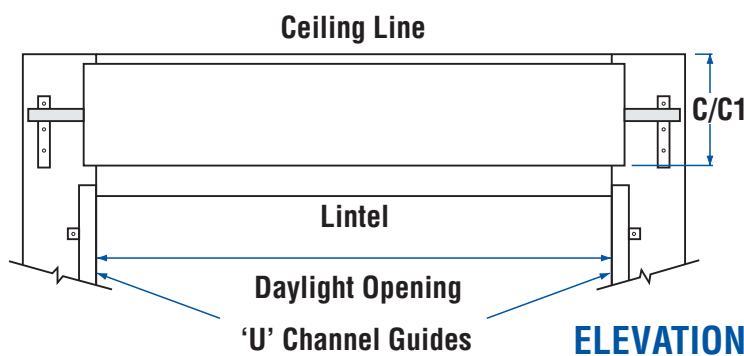 Ceiling Line
C/C1
Lintel
Daylight Opening
‘U’ Channel Guides
ELEVATION